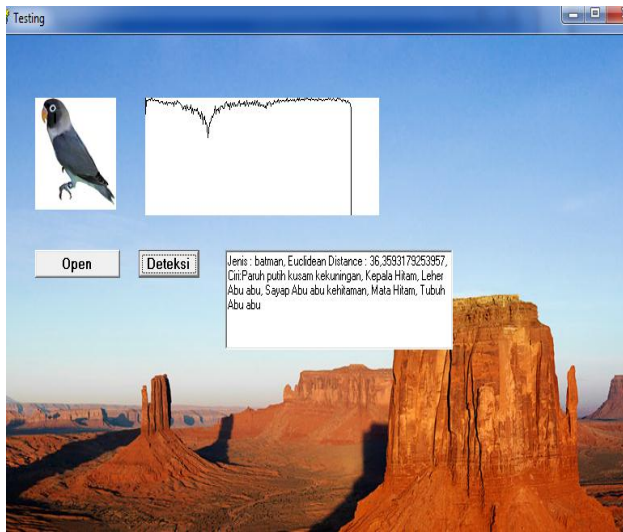 Testing
Open
Deteksi
Jenis : batman, Euclidean Distance : 36,3593179253957,
Ciri:Paruh putih kusam kekuningan, Kepala Hitam, Leher
Abu abu, Sayap Abu abu kehitaman, Mata Hitam, Tubuh
Abu abu